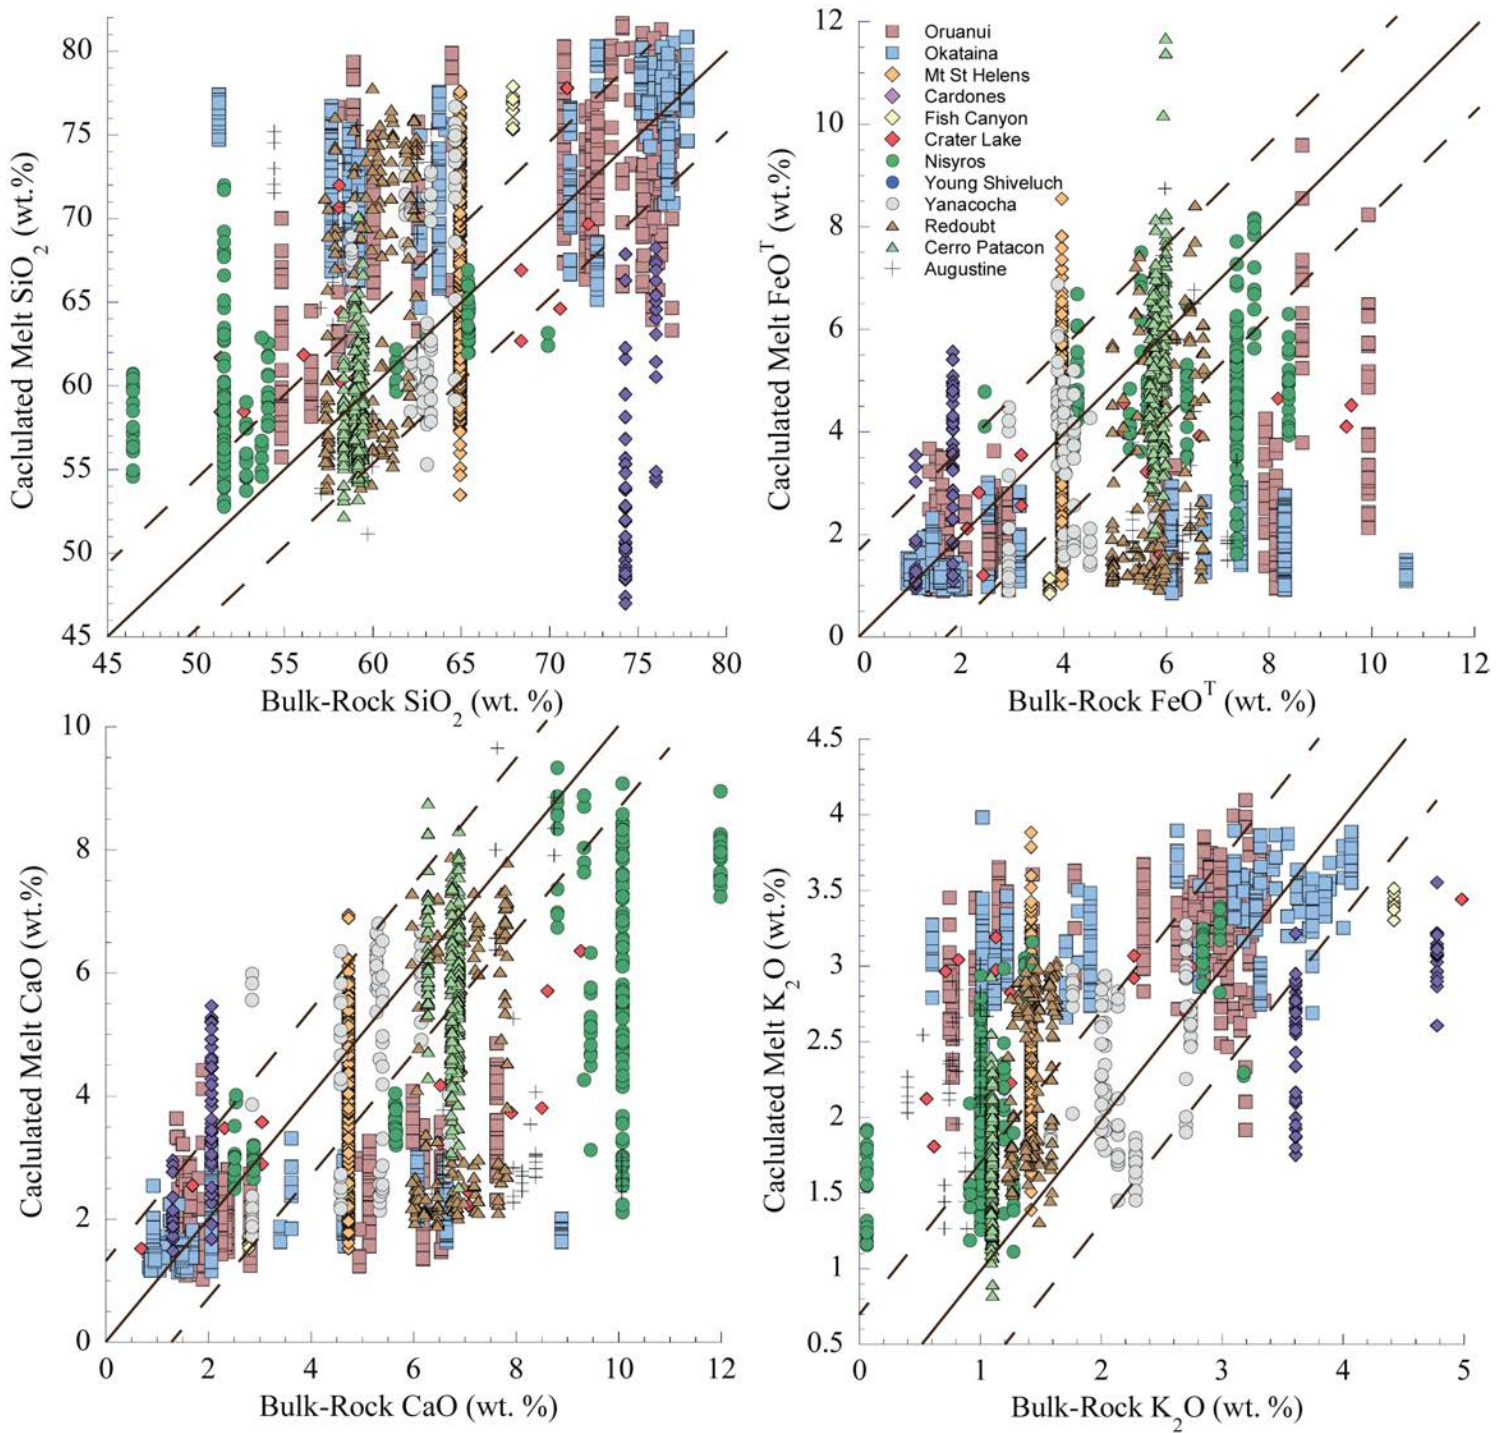 80
75
70
65
60
55
50
45
45
50
55
60
65
70
75
80
Caclulated Melt SiO2 (wt.%)
Bulk-Rock SiO2 (wt. %)
12
10
8
6
4
2
0
0
2
4
6
8
10
12
Caclulated Melt FeO^T (wt.%)
Bulk-Rock FeO^T (wt. %)
Oruanui
Okataina
Mt St Helens
Cardones
Fish Canyon
Crater Lake
Nisyros
Young Shiveluch
Yanacocha
Redoubt
Cerro Patacon
Augustine
10
8
6
4
2
0
0
2
4
6
8
10
12
Caclulated Melt CaO (wt.%)
Bulk-Rock CaO (wt. %)
4.5
4
3.5
3
2.5
2
1.5
1
0.5
0
1
2
3
4
5
Caclulated Melt K2O (wt.%)
Bulk-Rock K2O (wt. %)